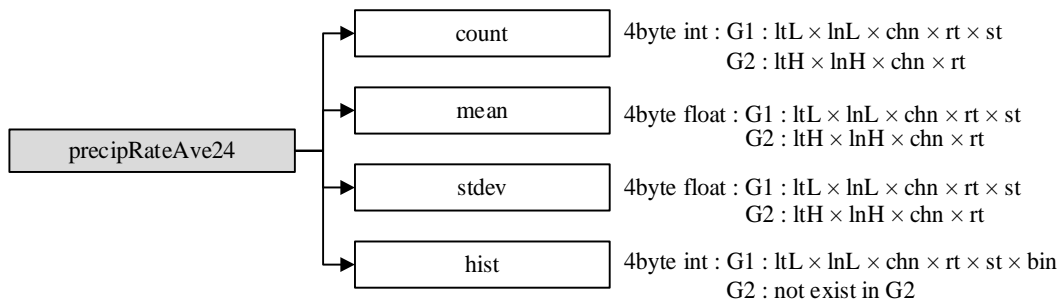 count
4byte int : G1 : ltL × lnL × chn × rt × st
G2 : ltH × lnH × chn × rt
mean
4byte float : G1 : ltL × lnL × chn × rt × st
G2 : ltH × lnH × chn × rt
precipRateAve24
stdev
4byte float : G1 : ltL × lnL × chn × rt × st
G2 : ltH × lnH × chn × rt
hist
4byte int : G1 : ltL × lnL × chn × rt × st × bin
G2 : not exist in G2